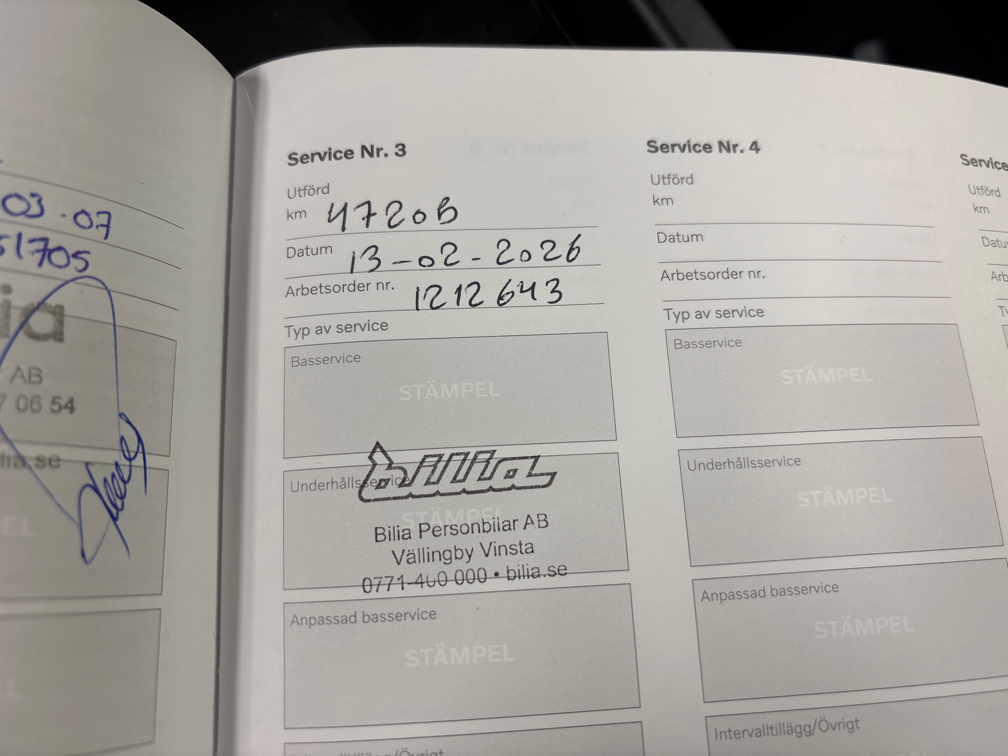 03.07
51705
AB
7 06 54
Service Nr. 3
Utförd
km 47206
Datum 13-02-2026
Arbetsorder nr. 1212643
Typ av service
Basservice
STÄMPEL
Underhållsservice
STÄMPEL
bilia
Bilia Personbilar AB
Vällingby Vinsta
0771-400 000 • bilia.se
Anpassad basservice
STÄMPEL
Service Nr. 4
Utförd
km
Datum
Arbetsorder nr.
Typ av service
Basservice
STÄMPEL
Underhållsservice
STÄMPEL
Anpassad basservice
STÄMPEL
Intervalltillägg/Övrigt
Service
Utförd
km